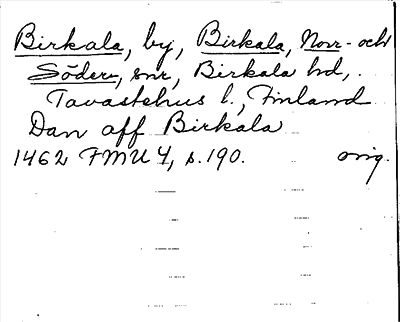 Birkala, by, Birkala, Norr- och
Söder, snr, Birkala hd,
Tavastehus l., Finland
Dan aff Birkala
1462 FMU 4, s.190. orig.